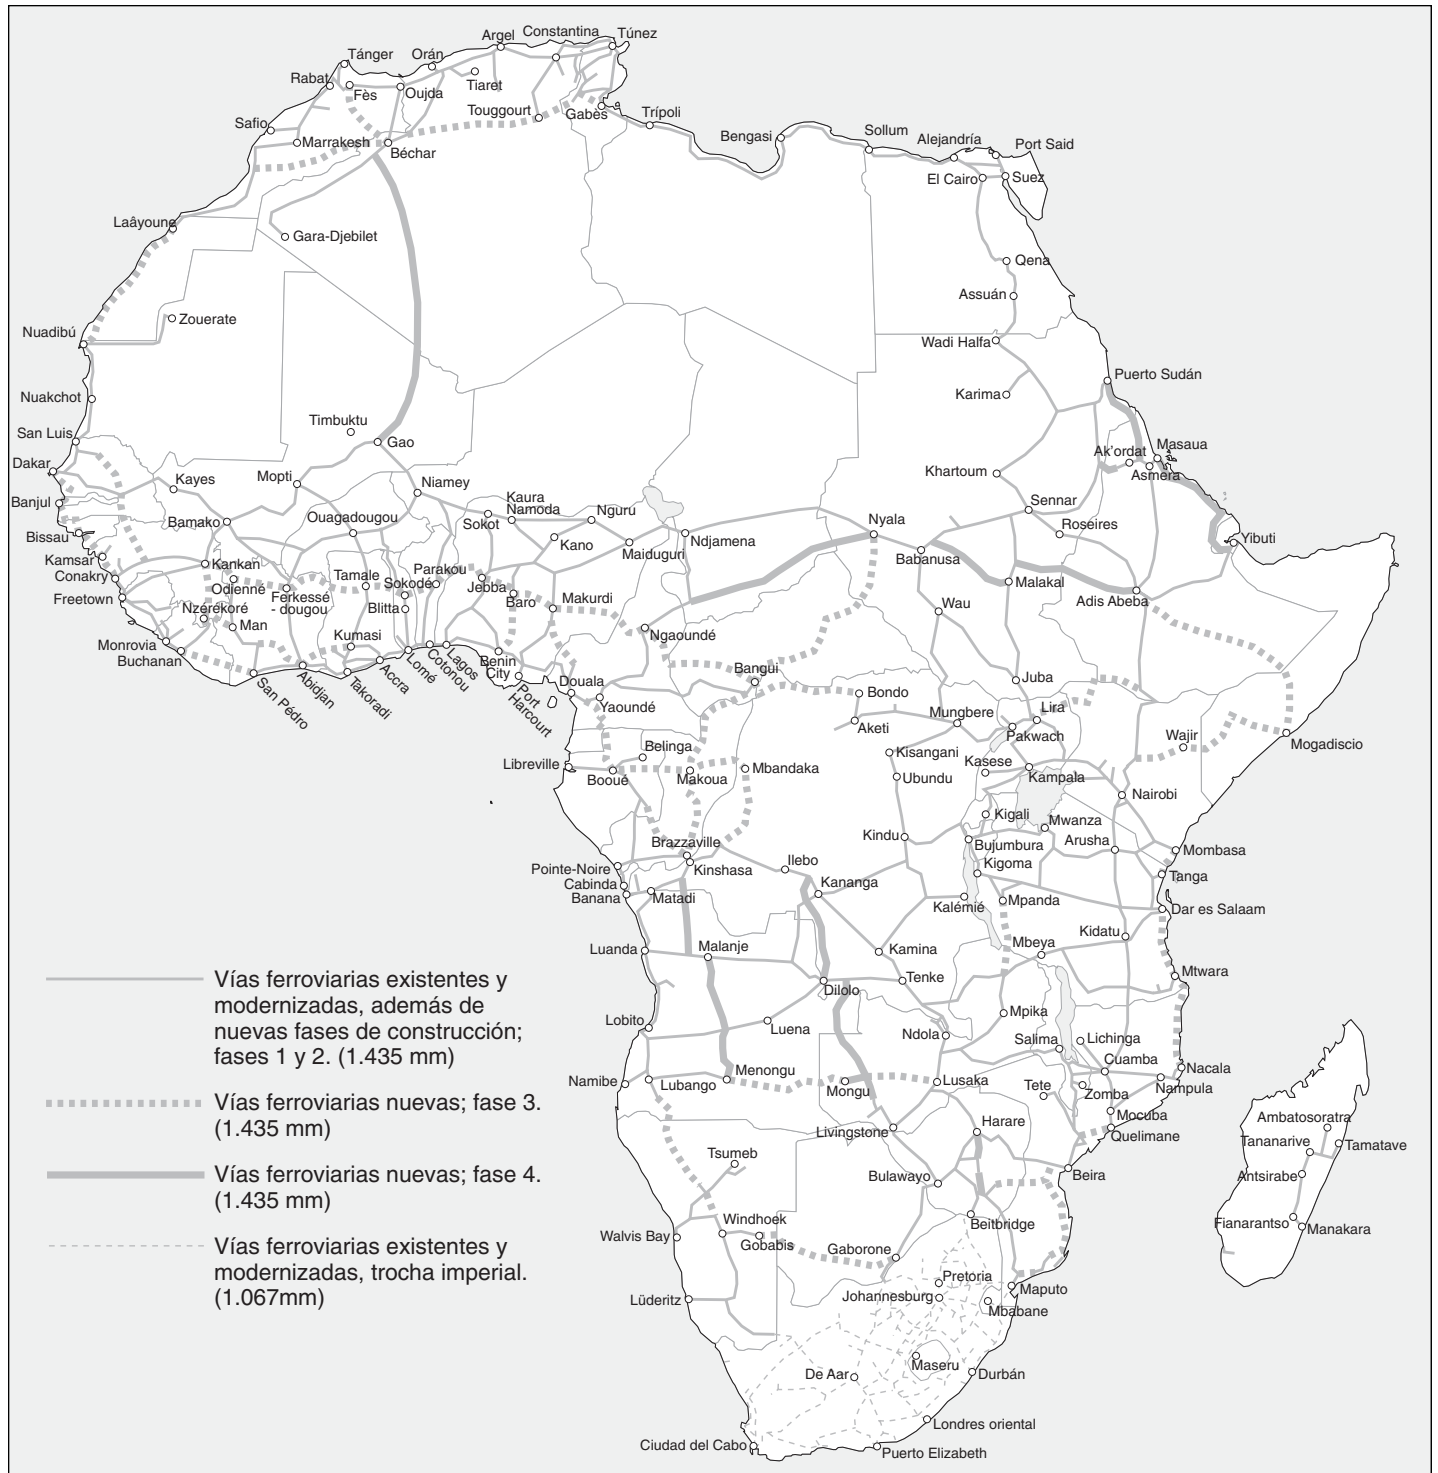 Argel
Constantina
Túnez
Tánger
Orán
Rabat
Fès
Oujda
Tiaret
Touggourt
Gabès
Trípoli
Safio
Marrakesh
Béchar
Bengasi
Sollum
Alejandría
Port Said
El Cairo
Suez
Laâyoune
Gara-Djebilet
Qena
Assuán
Zouerate
Nuadibú
Wadi Halfa
Puerto Sudán
Nuakchot
Karima
Timbuktu
San Luis
Gao
Dakar
Kayes
Mopti
Niamey
Khartoum
Ak'ordat
Masaua
Asmera
Banjul
Bamako
Ouagadougou
Kaura
Namoda
Sokot
Nguru
Nyala
Sennar
Roseires
Bissau
Kano
Maiduguri
Ndjamena
Babanusa
Yibuti
Kamsar
Conakry
Kankan
Odienné
Ferkessé
- dougou
Tamale
Sokodé
Parakou
Jebba
Baro
Makurdi
Malakal
Adis Abeba
Freetown
Nzérékoré
Man
Blitta
Wau
Monrovia
Buchanan
Kumasi
Ngaoundé
San Pédro
Abidjan
Takoradi
Accra
Lomé
Cotonou
Lagos
Benin
City
Port
Harcourt
Douala
Yaoundé
Bangui
Bondo
Aketi
Juba
Mungbere
Lira
Pakwach
Wajir
Mogadiscio
Belinga
Libreville
Booué
Makoua
Mbandaka
Kisangani
Ubundu
Kasese
Kampala
Nairobi
Kigali
Mwanza
Kindu
Bujumbura
Arusha
Mombasa
Brazzaville
Kinshasa
Ilebo
Kigoma
Pointe-Noire
Cabinda
Banana
Matadi
Kananga
Kalémié
Mpanda
Tanga
Dar es Salaam
Kidatu
Luanda
Malanje
Kamina
Mbeya
Tenke
Dilolo
Mtwara
Lobito
Luena
Ndola
Mpika
Salima
Lichinga
Cuamba
Nacala
Nampula
Namibe
Lubango
Menongu
Mongu
Lusaka
Tete
Zomba
Mocuba
Quelimane
Livingstone
Harare
Ambatosoratra
Tananarive
Tamatave
Tsumeb
Bulawayo
Beira
Antsirabe
Windhoek
Gobabis
Beitbridge
Fianarantso
Manakara
Walvis Bay
Gaborone
Pretoria
Johannesburg
Maputo
Mbabane
Lüderitz
Maseru
De Aar
Durbán
Londres oriental
Ciudad del Cabo
Puerto Elizabeth
Vías ferroviarias existentes y
modernizadas, además de
nuevas fases de construcción;
fases 1 y 2. (1.435 mm)
Vías ferroviarias nuevas; fase 3.
(1.435 mm)
Vías ferroviarias nuevas; fase 4.
(1.435 mm)
Vías ferroviarias existentes y
modernizadas, trocha imperial.
(1.067mm)